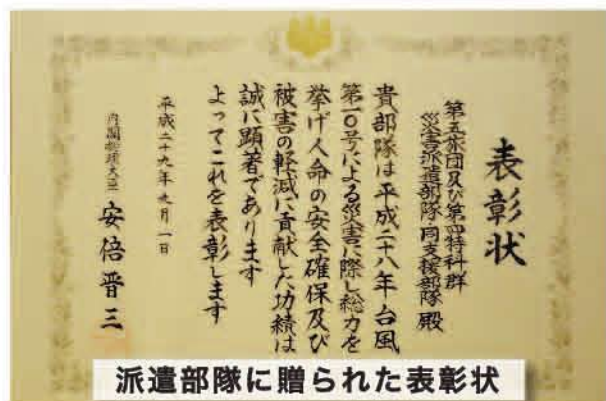 表彰状
第五旅団及び第四特科群
災害派遣部隊同支援部隊 殿
貴部隊は平成二十八年台風
第一〇号による災害に際し総力を
挙げ人命の安全確保及び
被害の軽減に貢献した功績は
誠に顕著であります
よってこれを表彰します
平成二十九年九月一日
内閣総理大臣 安倍晋三
派遣部隊に贈られた表彰状